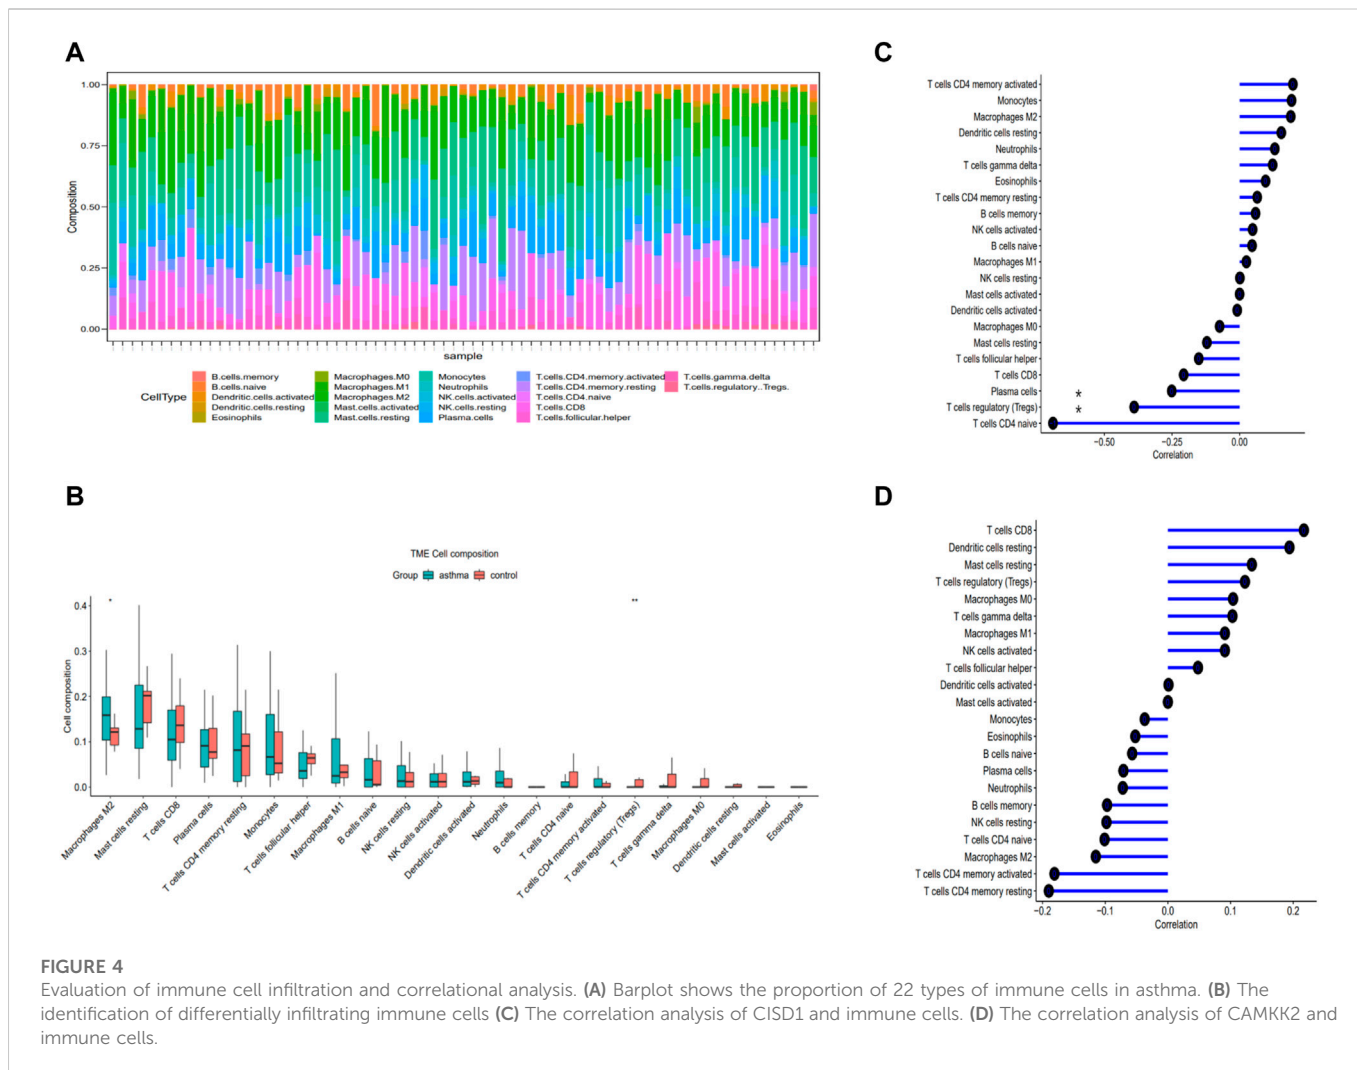 A
1.00
0.75
0.50
0.25
0.00
Composition
sample
CellType
B.cells.memory
B.cells.naive
Dendritic.cells.activated
Dendritic.cells.resting
Eosinophils
Macrophages.M0
Macrophages.M1
Macrophages.M2
Mast.cells.activated
Mast.cells.resting
Monocytes
Neutrophils
NK.cells.activated
NK.cells.resting
Plasma.cells
T.cells.CD4.memory.activated
T.cells.CD4.memory.resting
T.cells.CD4.naive
T.cells.CD8
T.cells.follicular.helper
T.cells.gamma.delta
T.cells.regulatory..Tregs.
B
TME Cell composition
Group asthma control
* **
0.4
0.3
0.2
0.1
0.0
Cell composition
Macrophages M2
Mast cells resting
T cells CD8
Plasma cells
T cells CD4 memory resting
Monocytes
T cells follicular helper
Macrophages M1
B cells naive
NK cells resting
NK cells activated
Dendritic cells activated
Neutrophils
B cells memory
T cells CD4 naive
T cells CD4 memory activated
T cells regulatory (Tregs)
T cells gamma delta
Macrophages M0
Dendritic cells resting
Mast cells activated
Eosinophils
C
T cells CD4 memory activated
Monocytes
Macrophages M2
Dendritic cells resting
Neutrophils
T cells gamma delta
Eosinophils
T cells CD4 memory resting
B cells memory
NK cells activated
B cells naive
Macrophages M1
NK cells resting
Mast cells activated
Dendritic cells activated
Macrophages M0
Mast cells resting
T cells follicular helper
T cells CD8
Plasma cells *
T cells regulatory (Tregs) *
T cells CD4 naive
−0.50 −0.25 0.00
Correlation
D
T cells CD8
Dendritic cells resting
Mast cells resting
T cells regulatory (Tregs)
Macrophages M0
T cells gamma delta
Macrophages M1
NK cells activated
T cells follicular helper
Dendritic cells activated
Mast cells activated
Monocytes
Eosinophils
B cells naive
Plasma cells
Neutrophils
B cells memory
NK cells resting
T cells CD4 naive
Macrophages M2
T cells CD4 memory activated
T cells CD4 memory resting
−0.2 −0.1 0.0 0.1 0.2
Correlation
FIGURE 4
Evaluation of immune cell infiltration and correlational analysis. (A) Barplot shows the proportion of 22 types of immune cells in asthma. (B) The
identification of differentially infiltrating immune cells (C) The correlation analysis of CISD1 and immune cells. (D) The correlation analysis of CAMKK2 and
immune cells.